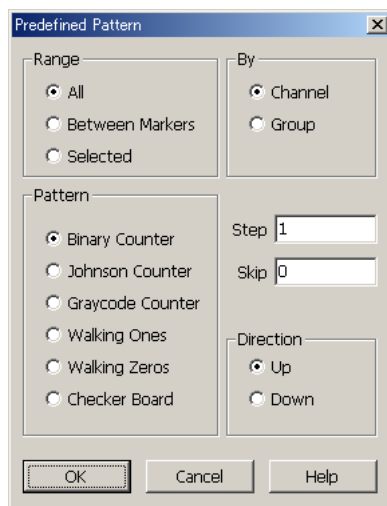 Predefined Pattern
Range
All
Between Markers
Selected
By
Channel
Group
Pattern
Binary Counter
Johnson Counter
Graycode Counter
Walking Ones
Walking Zeros
Checker Board
Step 1
Skip 0
Direction
Up
Down
OK Cancel Help